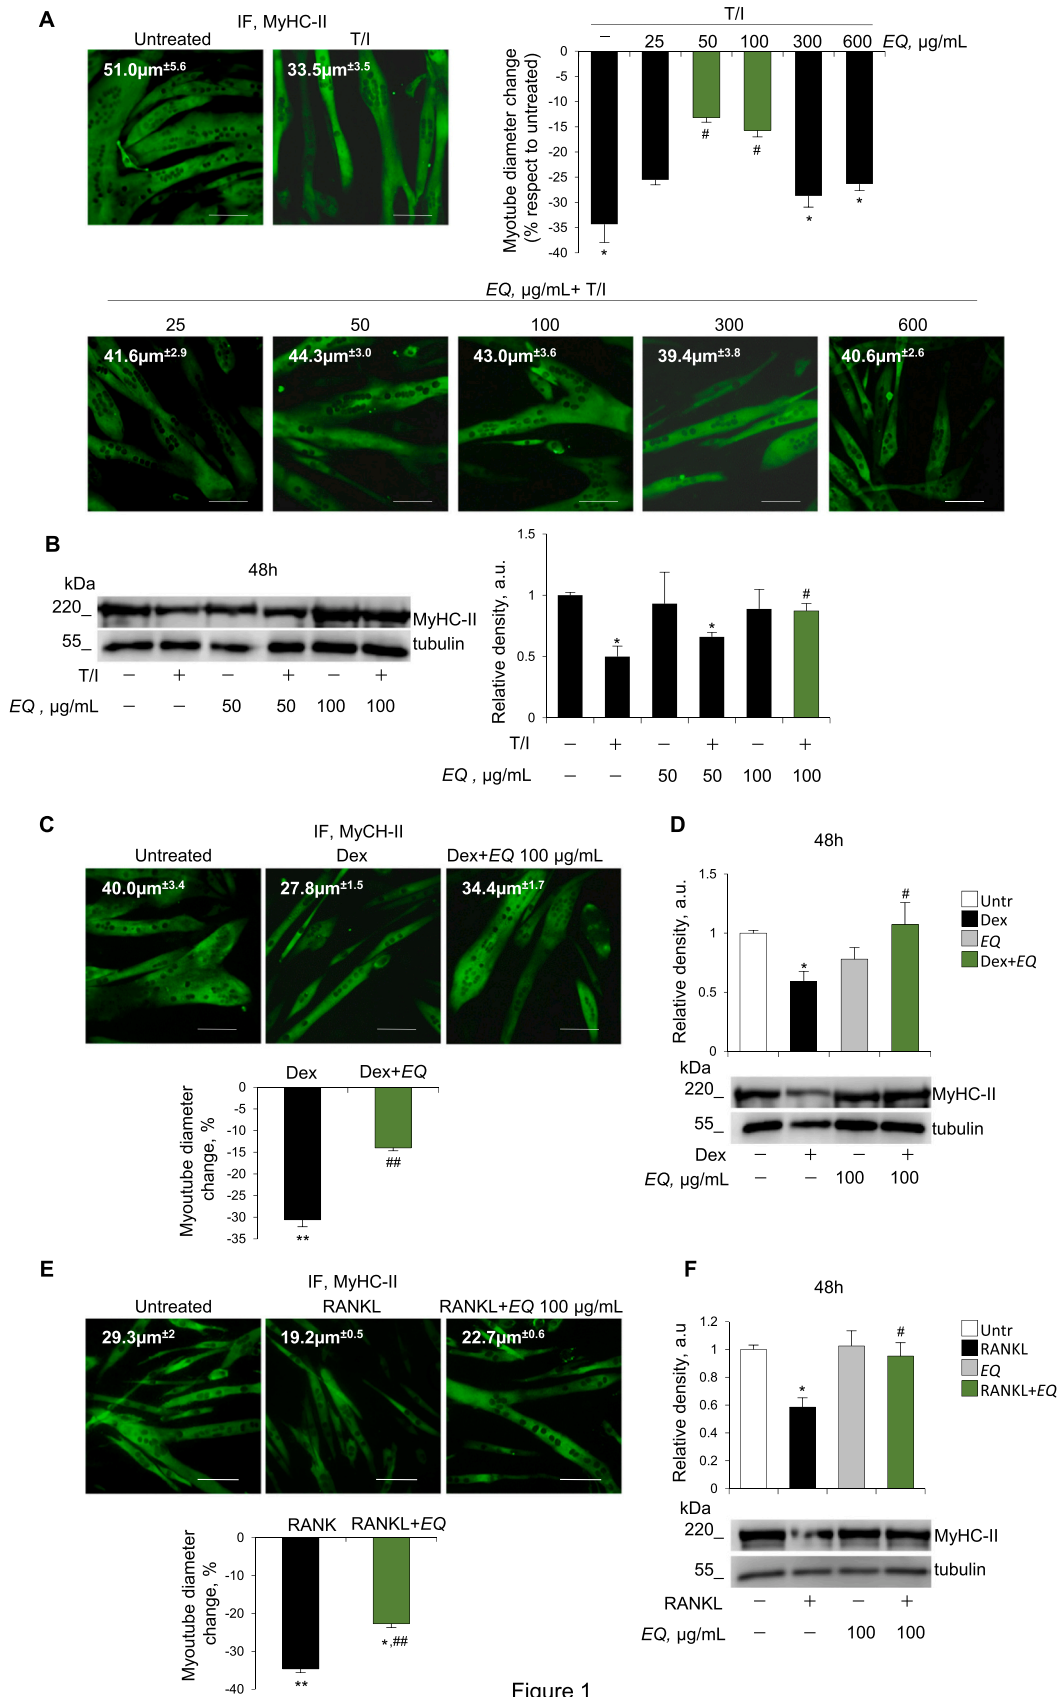 A
IF, MyHC-II
Untreated
T/I
51.0µm±5.6
33.5µm±3.5
T/I
– 25 50 100 300 600 EQ, µg/mL
Myotube diameter change
(% respect to untreated)
0
-5
-10
-15
-20
-25
-30
-35
-40
*
#
#
*
*
EQ, µg/mL+ T/I
25 50 100 300 600
41.6µm±2.9
44.3µm±3.0
43.0µm±3.6
39.4µm±3.8
40.6µm±2.6
B
48h
kDa
220_
MyHC-II
55_
tubulin
T/I – + – + – +
EQ , µg/mL – – 50 50 100 100
Relative density, a.u.
1.5
1
0.5
0
*
*
#
T/I – + – + – +
EQ , µg/mL – – 50 50 100 100
C
IF, MyCH-II
Untreated
Dex
Dex+EQ 100 µg/mL
40.0µm±3.4
27.8µm±1.5
34.4µm±1.7
Dex
Dex+EQ
Myoutube diameter
change, %
0
-5
-10
-15
-20
-25
-30
-35
**
##
D
48h
Relative density, a.u.
1.5
1
0.5
0
*
#
Untr
Dex
EQ
Dex+EQ
kDa
220_
MyHC-II
55_
tubulin
Dex – + – +
EQ, µg/mL – – 100 100
E
IF, MyHC-II
Untreated
RANKL
RANKL+EQ 100 µg/mL
29.3µm±2
19.2µm±0.5
22.7µm±0.6
RANK
RANKL+EQ
Myoutube diameter
change, %
0
-10
-20
-30
-40
**
*,##
F
48h
Relative density, a.u
1.2
1
0.8
0.6
0.4
0.2
0
*
#
Untr
RANKL
EQ
RANKL+EQ
kDa
220_
MyHC-II
55_
tubulin
RANKL – + – +
EQ, µg/mL – – 100 100
Figure 1